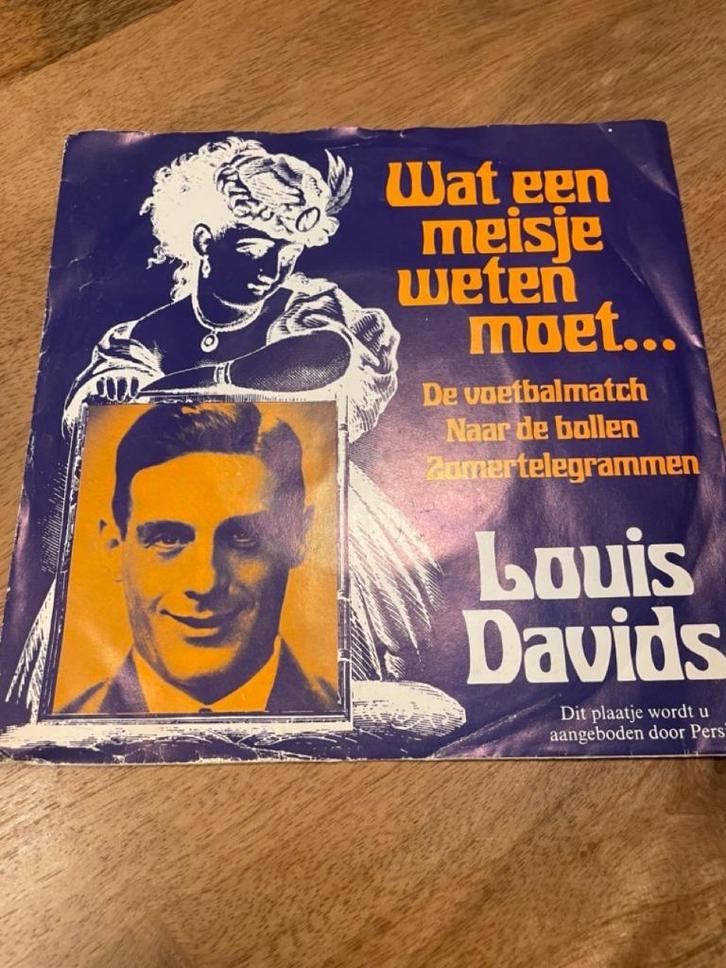 Wat een
meisje
weten
moet...
De voetbalmatch
Naar de bollen
Zomertelegrammen
Louis
Davids
Dit plaatje wordt u
aangeboden door